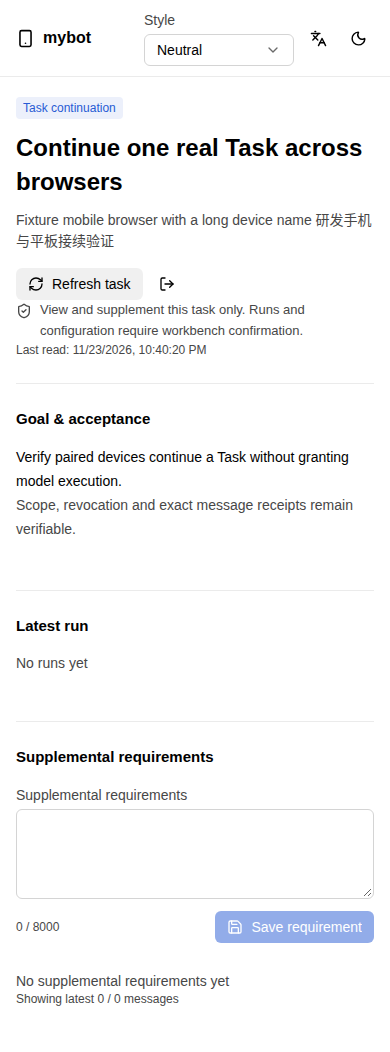 mybot
Style
Neutral
Task continuation
Continue one real Task across
browsers
Fixture mobile browser with a long device name 研发手机
与平板接续验证
Refresh task
View and supplement this task only. Runs and
configuration require workbench confirmation.
Last read: 11/23/2026, 10:40:20 PM
Goal & acceptance
Verify paired devices continue a Task without granting
model execution.
Scope, revocation and exact message receipts remain
verifiable.
Latest run
No runs yet
Supplemental requirements
Supplemental requirements
0 / 8000
Save requirement
No supplemental requirements yet
Showing latest 0 / 0 messages